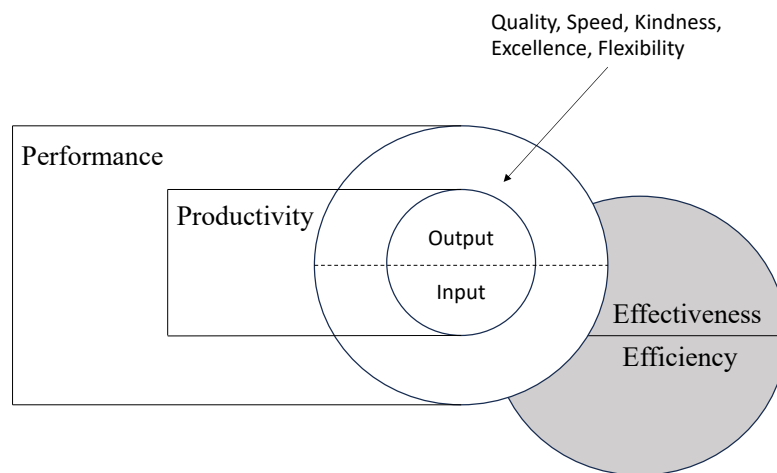 Quality, Speed, Kindness,
Excellence, Flexibility
Performance
Productivity
Output
Input
Effectiveness
Efficiency